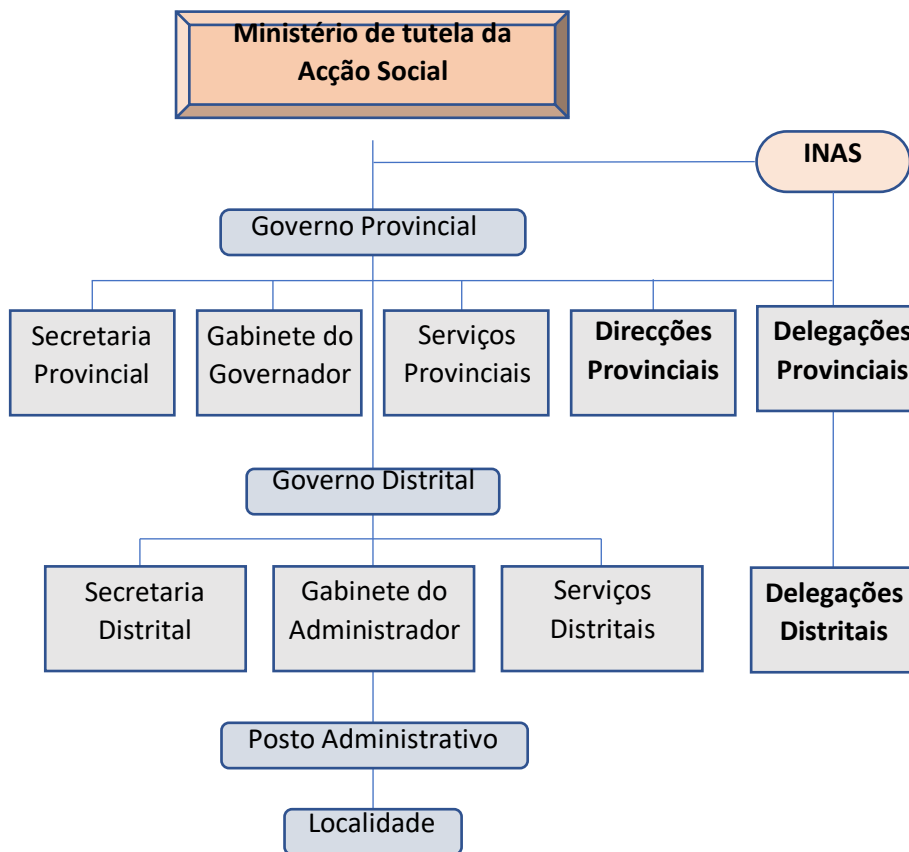 Ministério de tutela da
Acção Social
INAS
Governo Provincial
Secretaria
Provincial
Gabinete do
Governador
Serviços
Provinciais
Direcções
Provinciais
Delegações
Provinciais
Governo Distrital
Secretaria
Distrital
Gabinete do
Administrador
Serviços
Distritais
Delegações
Distritais
Posto Administrativo
Localidade